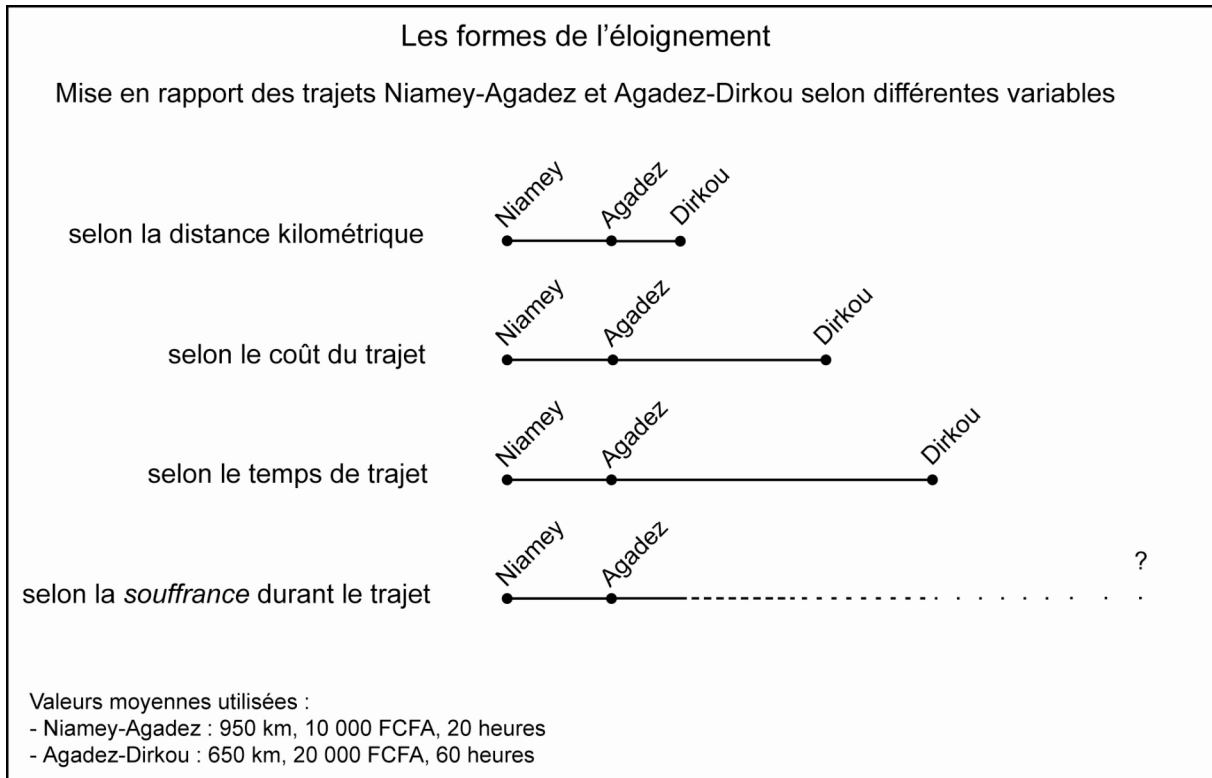 Les formes de l’éloignement
Mise en rapport des trajets Niamey-Agadez et Agadez-Dirkou selon différentes variables
Niamey Agadez Dirkou
selon la distance kilométrique
Niamey Agadez Dirkou
selon le coût du trajet
Niamey Agadez Dirkou
selon le temps de trajet
Niamey Agadez ?
selon la souffrance durant le trajet
Valeurs moyennes utilisées :
- Niamey-Agadez : 950 km, 10 000 FCFA, 20 heures
- Agadez-Dirkou : 650 km, 20 000 FCFA, 60 heures